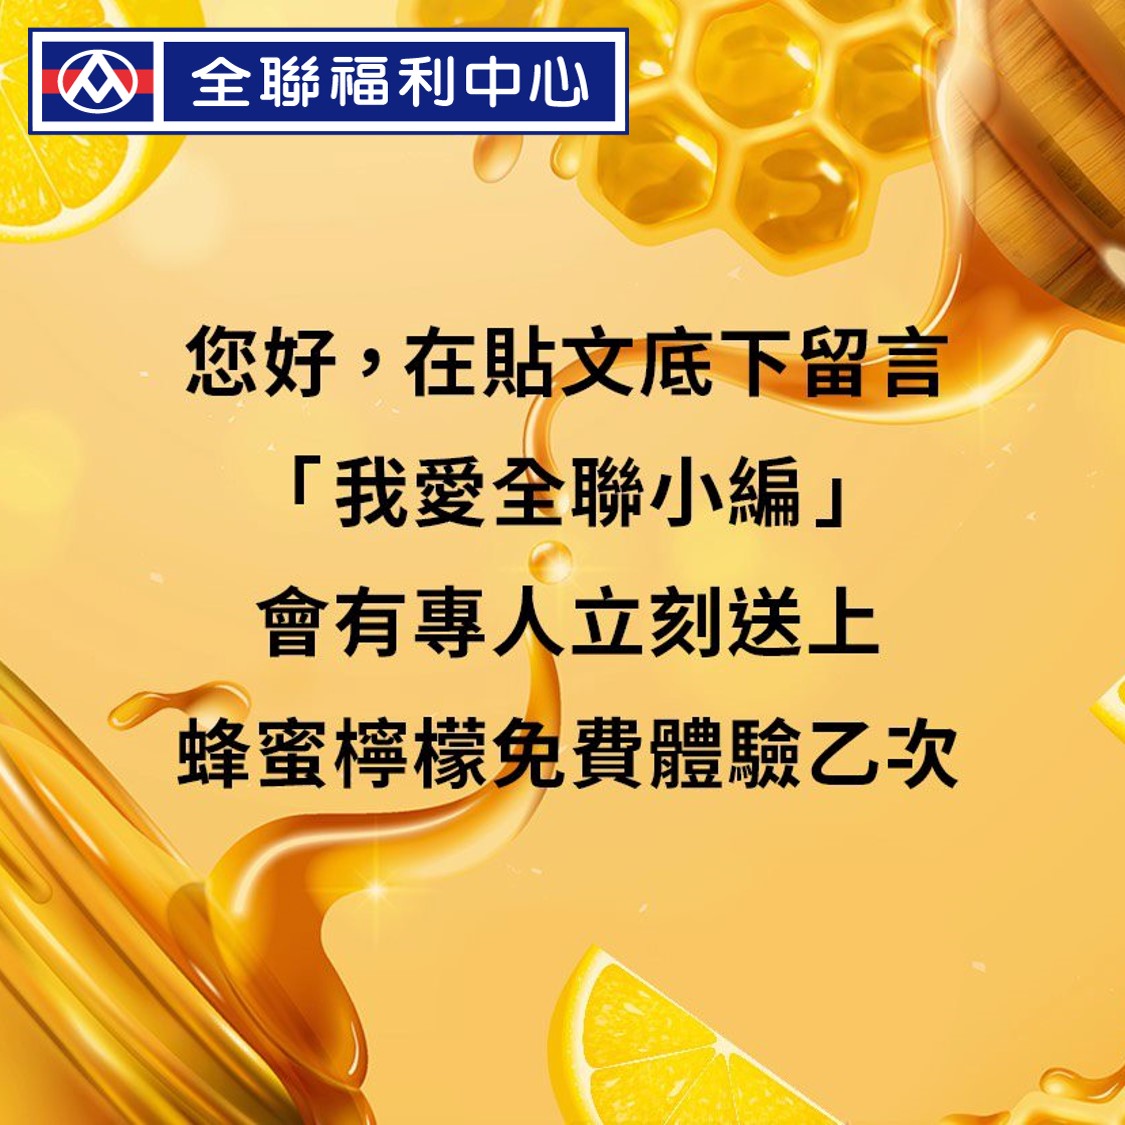 全聯福利中心
您好，在貼文底下留言
「我愛全聯小編」
會有專人立刻送上
蜂蜜檸檬免費體驗乙次